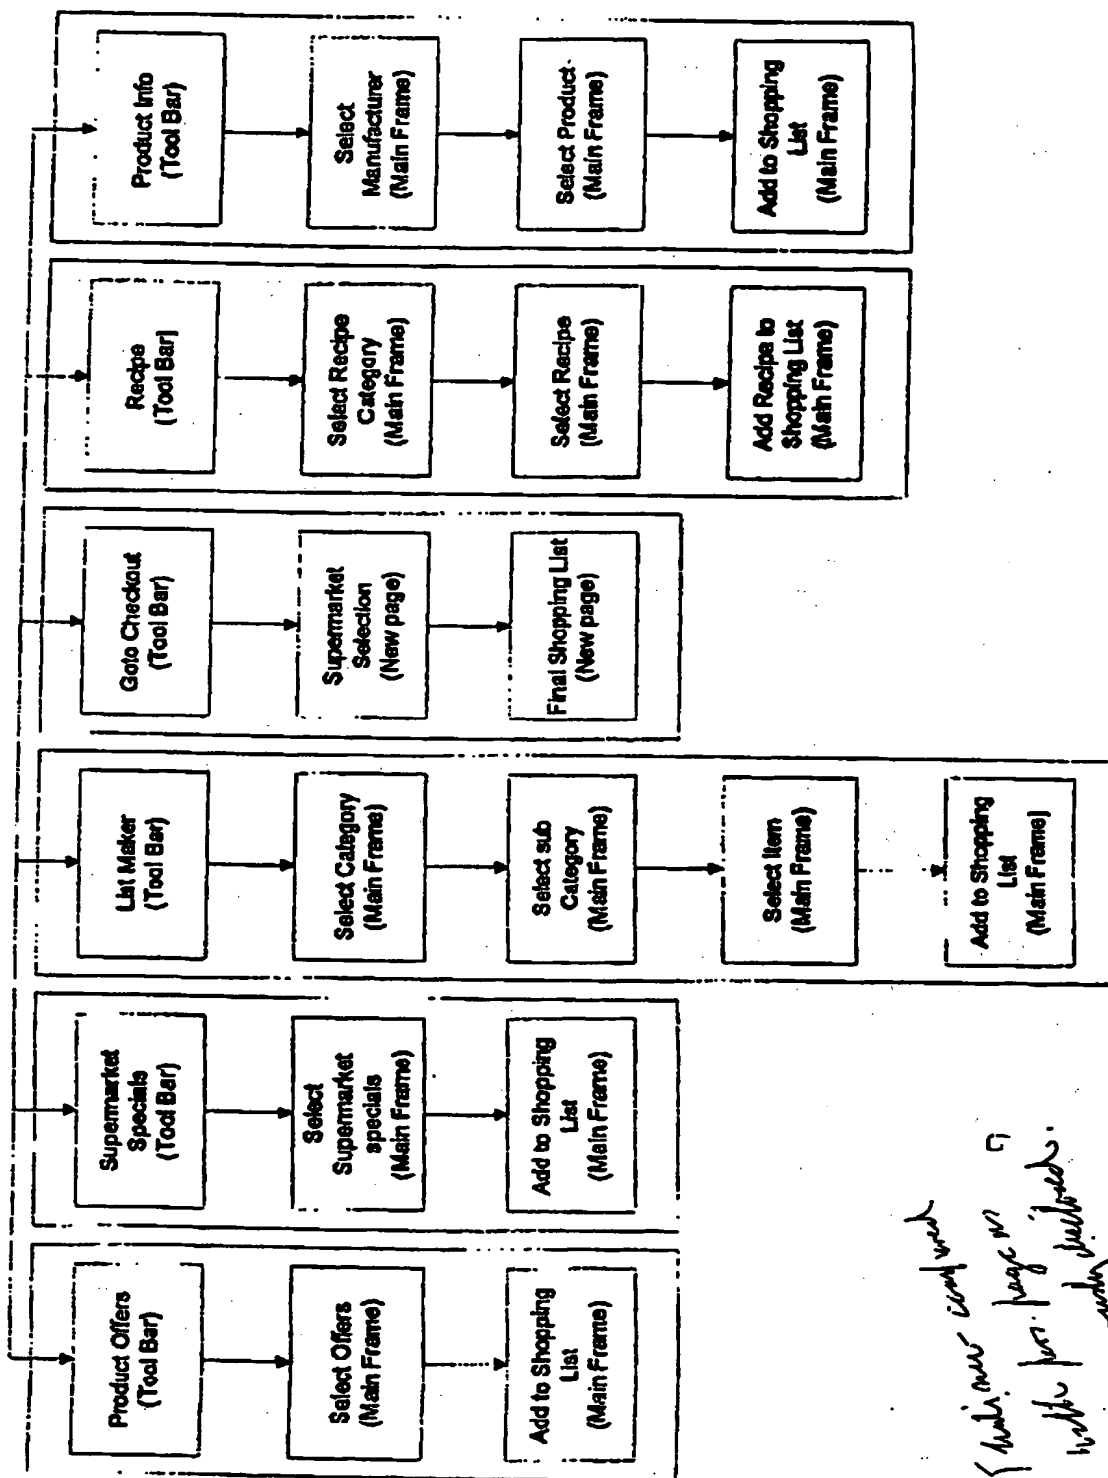 Product Offers
(Tool Bar)
Select Offers
(Main Frame)
Add to Shopping
List
(Main Frame)
Supermarket
Specials
(Tool Bar)
Select
Supermarket
specials
(Main Frame)
Add to Shopping
List
(Main Frame)
List Maker
(Tool Bar)
Select Category
(Main Frame)
Select sub
Category
(Main Frame)
Select Item
(Main Frame)
Add to Shopping
List
(Main Frame)
Goto Checkout
(Tool Bar)
Supermarket
Selection
(New page)
Final Shopping List
(New page)
Recipe
(Tool Bar)
Select Recipe
Category
(Main Frame)
Select Recipe
(Main Frame)
Add Recipe to
Shopping List
(Main Frame)
Product Info
(Tool Bar)
Select
Manufacturer
(Main Frame)
Select Product
(Main Frame)
Add to Shopping
List
(Main Frame)